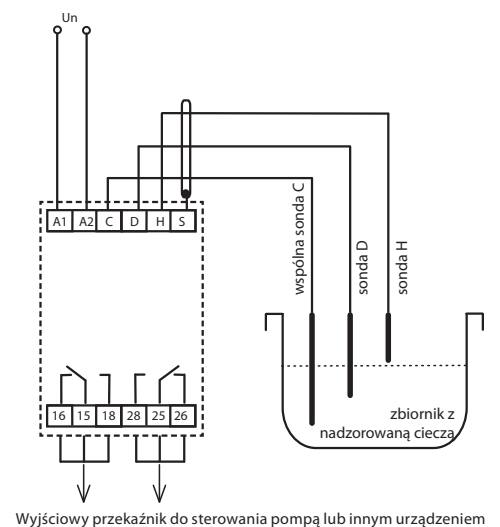 Un
A1 A2 C D H S
wspólna sonda C
sonda D
sonda H
16 15 18 28 25 26
zbiornik z
nadzorowaną cieczą
Wyjściowy przekaźnik do sterowania pompą lub innym urządzeniem